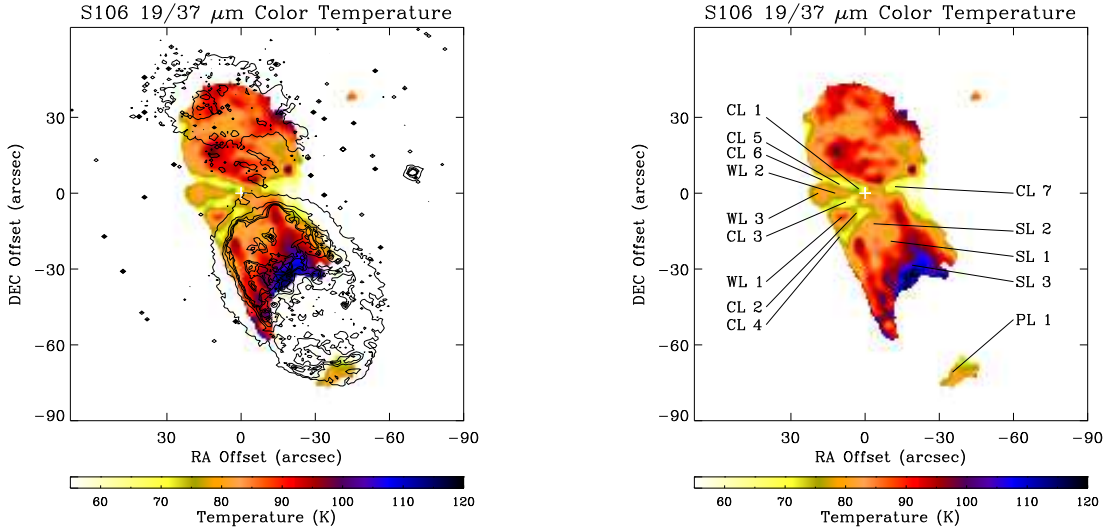 S106 19/37 μm Color Temperature
DEC Offset (arcsec)
30
0
−30
−60
−90
30 0 −30 −60 −90
RA Offset (arcsec)
60 70 80 90 100 110 120
Temperature (K)
S106 19/37 μm Color Temperature
DEC Offset (arcsec)
30
0
−30
−60
−90
CL 1
CL 5
CL 6
WL 2
WL 3
CL 3
WL 1
CL 2
CL 4
CL 7
SL 2
SL 1
SL 3
PL 1
30 0 −30 −60 −90
RA Offset (arcsec)
60 70 80 90 100 110 120
Temperature (K)